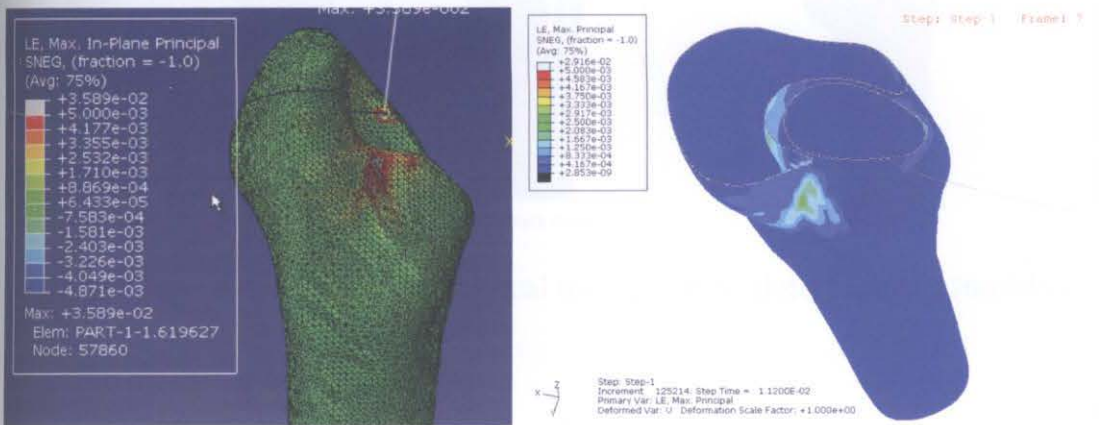 Max: +3.589e-002
LE, Max. In-Plane Principal
SNEG, (fraction = -1.0)
(Avg: 75%)
+3.589e-02
+5.000e-03
+4.177e-03
+3.355e-03
+2.532e-03
+1.710e-03
+8.869e-04
+6.433e-05
-7.583e-04
-1.581e-03
-2.403e-03
-3.226e-03
-4.049e-03
-4.871e-03
Max: +3.589e-02
Elem: PART-1-1.619627
Node: 57860
LE, Max. Principal
SNEG, (fraction = -1.0)
(Avg: 75%)
+2.916e-02
+5.000e-03
+4.583e-03
+4.167e-03
+3.750e-03
+3.333e-03
+2.917e-03
+2.500e-03
+2.083e-03
+1.667e-03
+1.250e-03
+8.333e-04
+4.167e-04
+2.853e-09
Step: Step-1 Frame: 7
X
Z
Step: Step-1
Increment 125214: Step Time = 1.1200E-02
Primary Var: LE, Max. Principal
Deformed Var: U Deformation Scale Factor: +1.000e+00